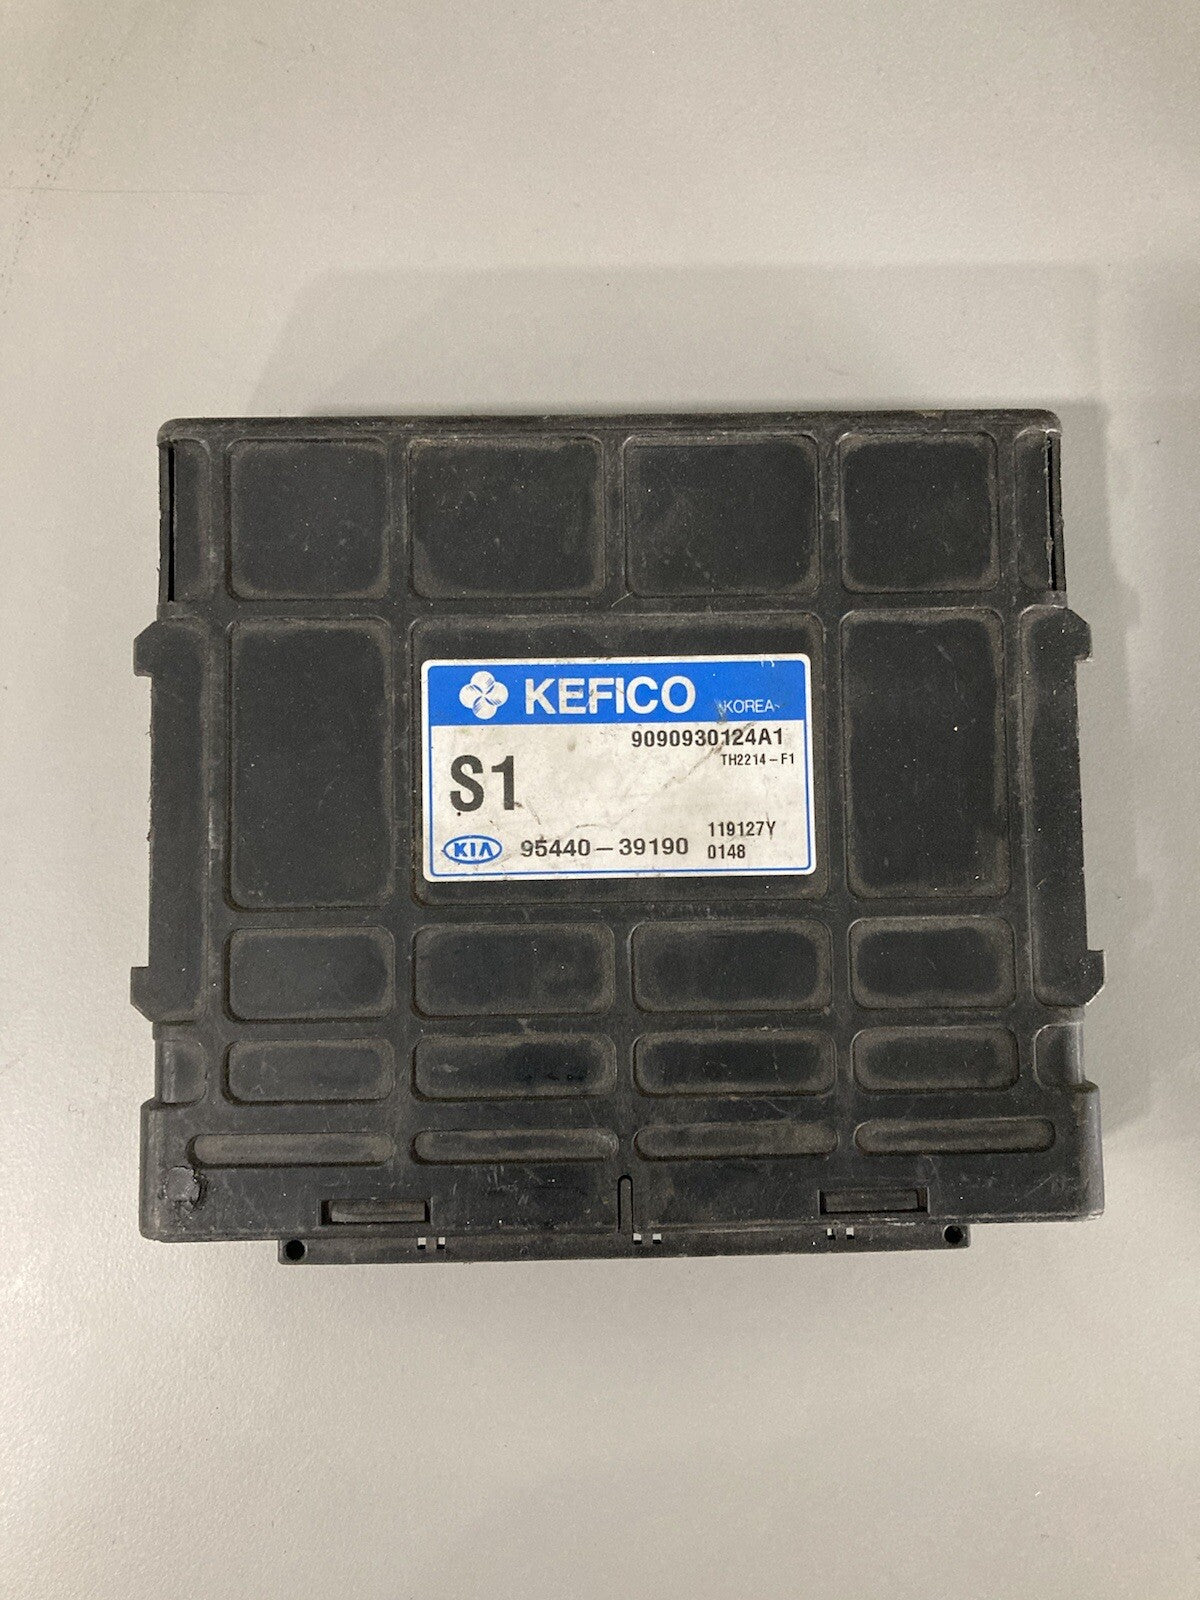 KEFICO KOREA
9090930124A1
TH2214-F1
S1
119127Y
KIA 95440-39190
0148